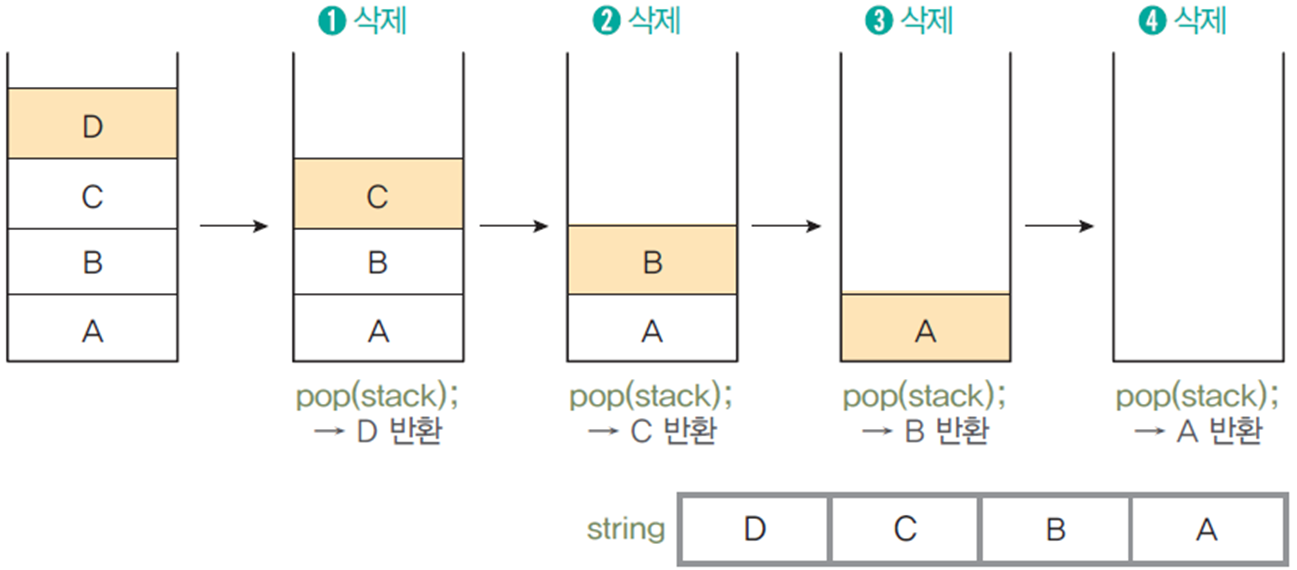 ❶ 삭제
❷ 삭제
❸ 삭제
❹ 삭제
D
C
B
A
C
B
A
B
A
A
pop(stack);
→ D 반환
pop(stack);
→ C 반환
pop(stack);
→ B 반환
pop(stack);
→ A 반환
string D C B A